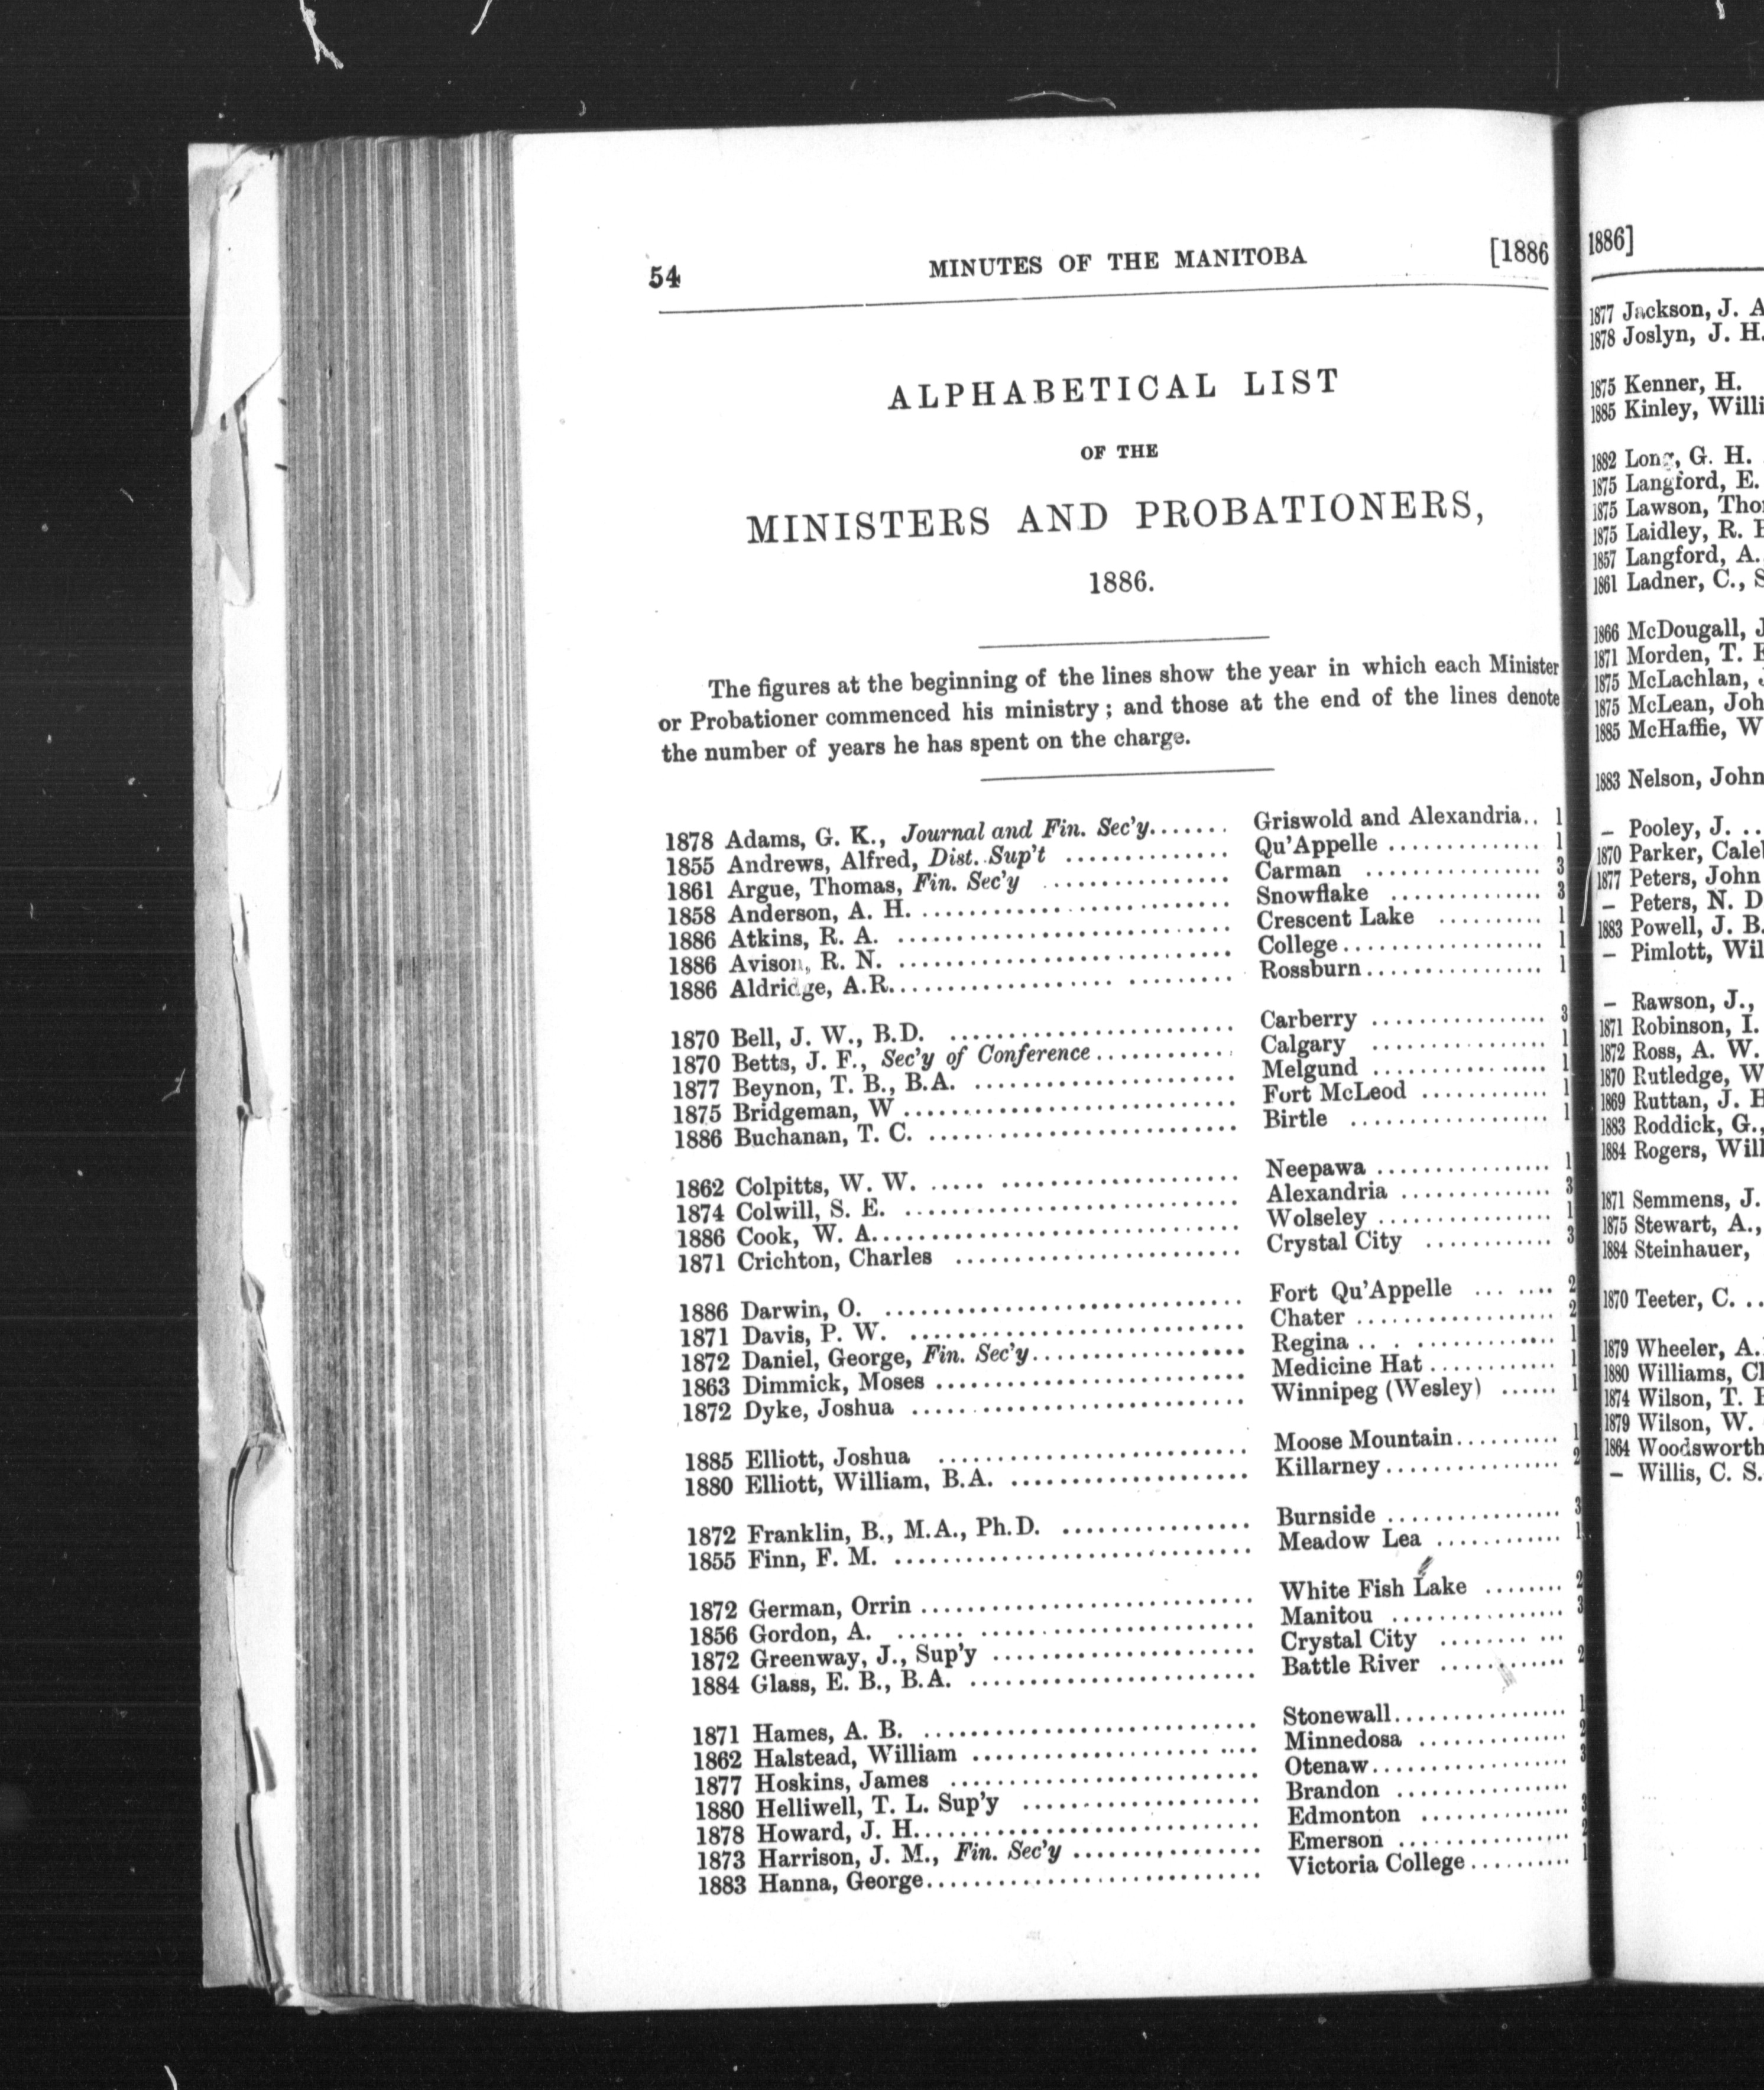 54 MINUTES OF THE MANITOBA [1886
ALPHABETICAL LIST
OF THE
MINISTERS AND PROBATIONERS,
1886.
The figures at the beginning of the lines show the year in which each Minister
or Probationer commenced his ministry; and those at the end of the lines denote
the number of years he has spent on the charge.
1878 Adams, G. K., Journal and Fin. Sec'y....... Griswold and Alexandria.. 1
1855 Andrews, Alfred, Dist. Sup't .............. Qu'Appelle .............. 1
1861 Argue, Thomas, Fin. Sec'y ................ Carman ................ 3
1858 Anderson, A. H. ......................... Snowflake .............. 3
1886 Atkins, R. A. ........................... Crescent Lake .......... 1
1886 Avison, R. N. ........................... College.................. 1
1886 Aldridge, A.R............................ Rossburn................ 1
1870 Bell, J. W., B.D. ....................... Carberry ................ 3
1870 Betts, J. F., Sec'y of Conference............ Calgary ................ 1
1877 Beynon, T. B., B.A. ..................... Melgund ................ 1
1875 Bridgeman, W ........................... Fort McLeod ............ 1
1886 Buchanan, T. C. ......................... Birtle .................. 1
1862 Colpitts, W. W. ......................... Neepawa ................ 1
1874 Colwill, S. E. ........................... Alexandria .............. 3
1886 Cook, W. A.............................. Wolseley ................ 1
1871 Crichton, Charles ........................ Crystal City ............ 3
1886 Darwin, O. ............................. Fort Qu'Appelle ... .... 2
1871 Davis, P. W. ............................ Chater .................. 2
1872 Daniel, George, Fin. Sec'y................. Regina .................. 1
1863 Dimmick, Moses ......................... Medicine Hat ............ 1
1872 Dyke, Joshua ........................... Winnipeg (Wesley) ...... 1
1885 Elliott, Joshua .......................... Moose Mountain.......... 1
1880 Elliott, William, B.A. .................... Killarney................ 2
1872 Franklin, B., M.A., Ph.D. ................ Burnside ................ 3
1855 Finn, F. M. ............................. Meadow Lea ............ 1
1872 German, Orrin ........................... White Fish Lake ........ 2
1856 Gordon, A. ............................. Manitou ................ 3
1872 Greenway, J., Sup'y ...................... Crystal City ........ ...
1884 Glass, E. B., B.A. ........................ Battle River ............ 2
1871 Hames, A. B. ........................... Stonewall................ 1
1862 Halstead, William ....................... Minnedosa .............. 2
1877 Hoskins, James ......................... Otenaw.................. 3
1880 Helliwell, T. L. Sup'y .................... Brandon ................
1878 Howard, J. H............................ Edmonton .............. 3
1873 Harrison, J. M., Fin. Sec'y ................ Emerson ................ 2
1883 Hanna, George........................... Victoria College.......... 1
1886]
1877 Jackson, J. A
1878 Joslyn, J. H.
1875 Kenner, H.
1885 Kinley, Willi
1882 Long, G. H.
1875 Langford, E.
1875 Lawson, Tho
1875 Laidley, R.
1857 Langford, A.
1861 Ladner, C., S
1866 McDougall, J
1871 Morden, T.
1875 McLachlan, J
1875 McLean, Joh
1885 McHaffie, W
1883 Nelson, John
– Pooley, J. ..
1870 Parker, Cale
1877 Peters, John
– Peters, N. D
1883 Powell, J. B.
– Pimlott, Wil
– Rawson, J.,
1871 Robinson, I.
1872 Ross, A. W.
1870 Rutledge, W
1869 Ruttan, J. H
1883 Roddick, G.,
1884 Rogers, Will
1871 Semmens, J.
1875 Stewart, A.,
1884 Steinhauer,
1870 Teeter, C. ..
1879 Wheeler, A.
1880 Williams, Cl
1874 Wilson, T.
1879 Wilson, W.
1864 Woodsworth
– Willis, C. S.